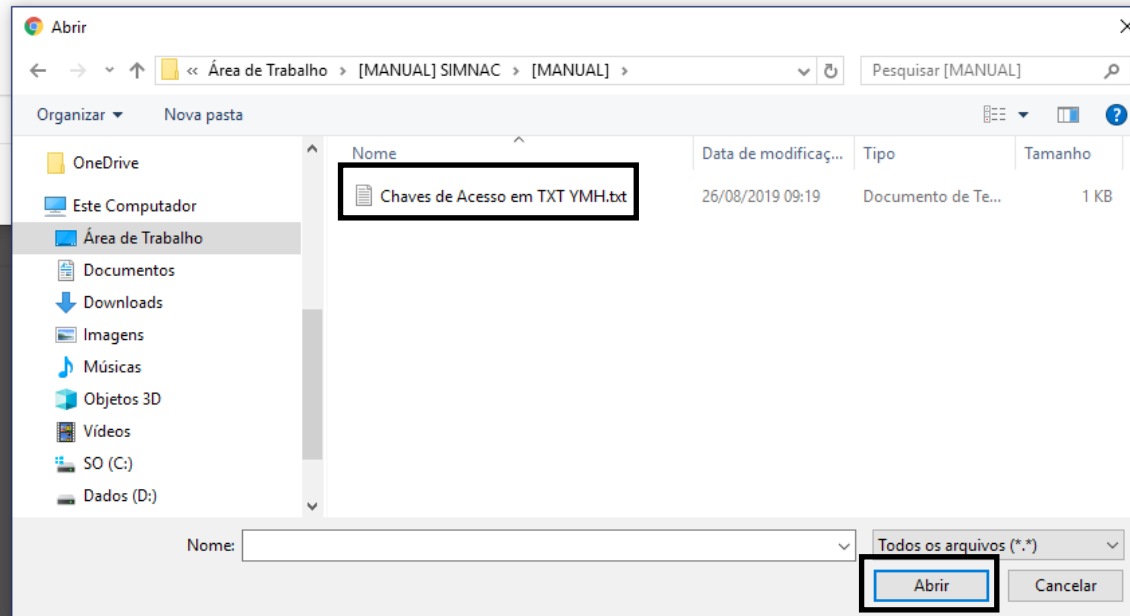 Abrir
« Área de Trabalho › [MANUAL] SIMNAC › [MANUAL] ›
Pesquisar [MANUAL]
Organizar
Nova pasta
OneDrive
Este Computador
Área de Trabalho
Documentos
Downloads
Imagens
Músicas
Objetos 3D
Vídeos
SO (C:)
Dados (D:)
Nome Data de modificaç... Tipo Tamanho
Chaves de Acesso em TXT YMH.txt 26/08/2019 09:19 Documento de Te... 1 KB
Nome:
Todos os arquivos (*.*)
Abrir
Cancelar